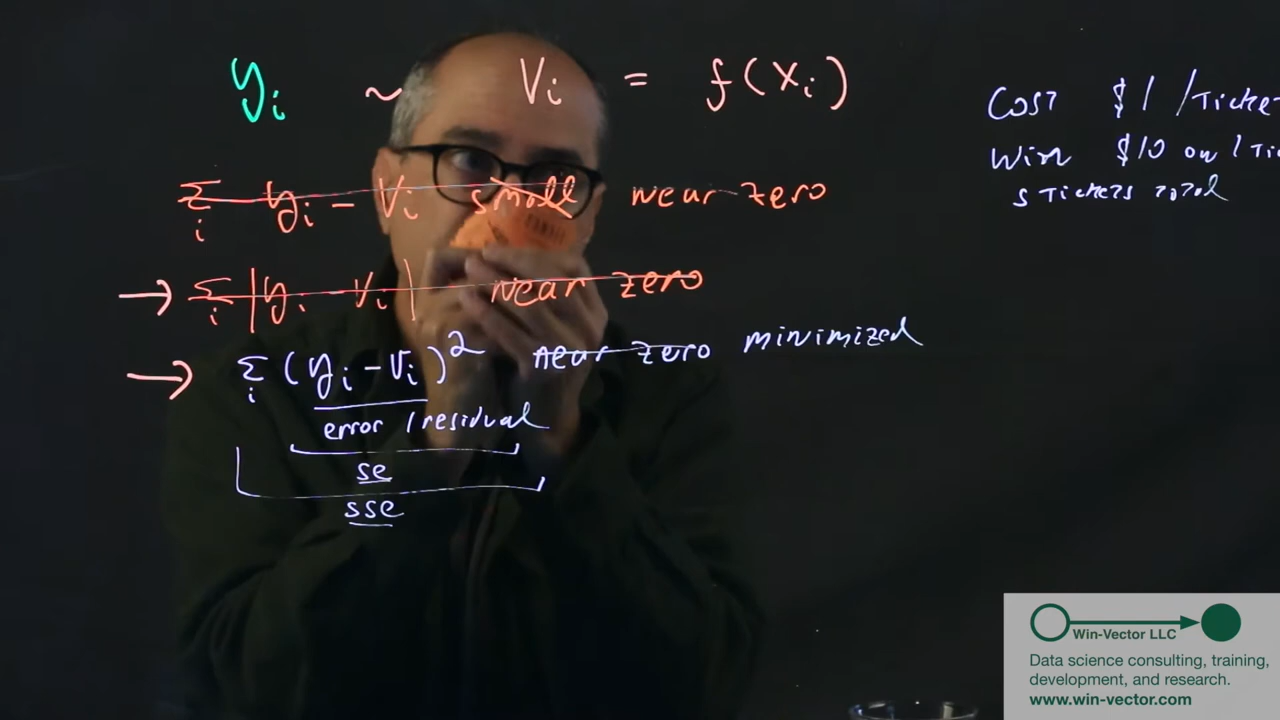 yᵢ ~ Vᵢ = f(Xᵢ)
Σᵢ yᵢ - Vᵢ small near zero
→ Σᵢ |yᵢ - Vᵢ| near zero
→ Σᵢ (yᵢ - Vᵢ)² near zero minimized
error / residual
se
sse
Cost $1 / Ticke
Win $10 on 1 Ti
5 Tickets total
Win-Vector LLC
Data science consulting, training,
development, and research.
www.win-vector.com